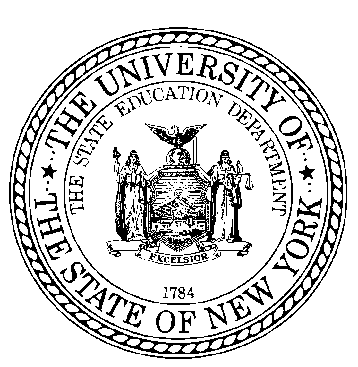 THE UNIVERSITY OF
THE STATE OF NEW YORK
THE STATE EDUCATION DEPARTMENT
EXCELSIOR
1784